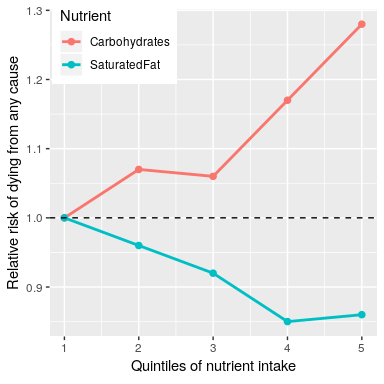 Nutrient
Carbohydrates
SaturatedFat
Relative risk of dying from any cause
1.3
1.2
1.1
1.0
0.9
1 2 3 4 5
Quintiles of nutrient intake